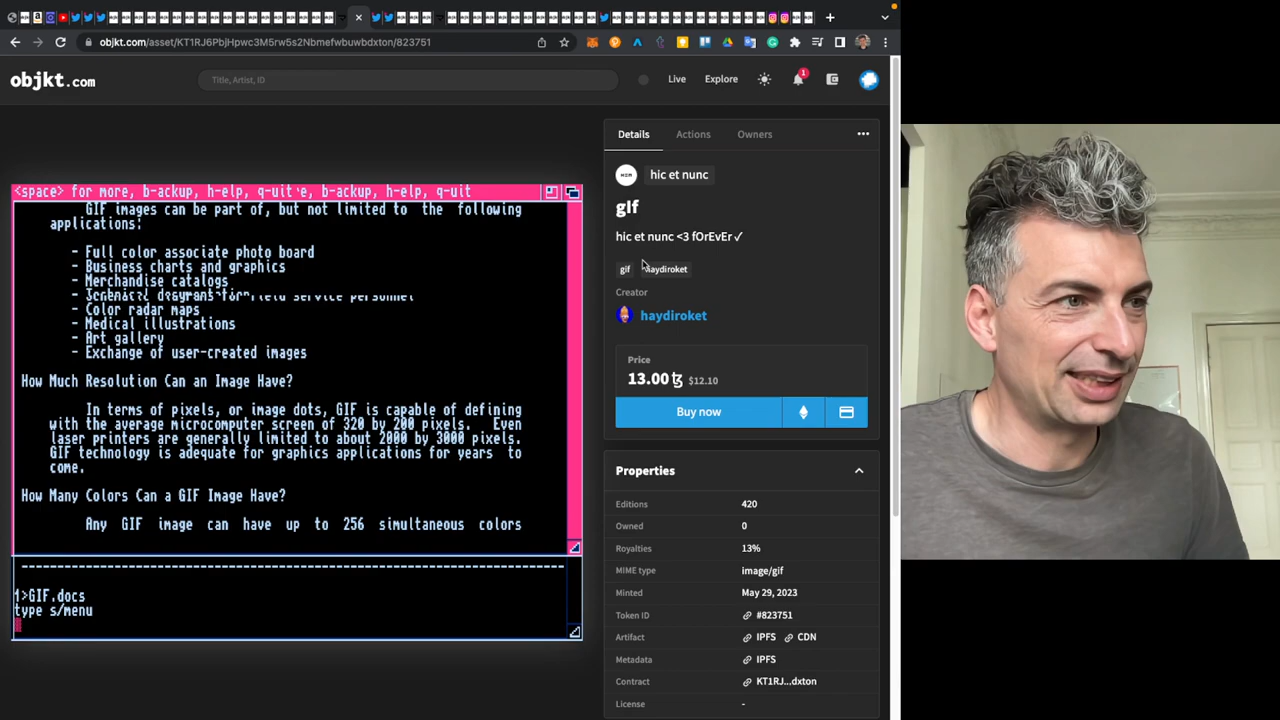 objkt.com/asset/KT1RJ6PbjHpwc3M5rw5s2Nbmefwbuwbdxton/823751
objkt.com
Title, Artist, ID
Live
Explore
1
<space> for more, b-ackup, h-elp, q-uit'e, b-ackup, h-elp, q-uit
GIF images can be part of, but not limited to the following
applications:
- Full color associate photo board
- Business charts and graphics
- Merchandise catalogs
service personnel
- Color radar maps
- Medical illustrations
- Art gallery
- Exchange of user-created images
How Much Resolution Can an Image Have?
In terms of pixels, or image dots, GIF is capable of defining
with the average microcomputer screen of 320 by 200 pixels. Even
laser printers are generally limited to about 2000 by 3000 pixels.
GIF technology is adequate for graphics applications for years to
come.
How Many Colors Can a GIF Image Have?
Any GIF image can have up to 256 simultaneous colors
1>GIF.docs
type s/menu
Details
Actions
Owners
hic et nunc
gIf
hic et nunc <3 fOrEvEr ✓
gif
haydiroket
Creator
haydiroket
Price
13.00 ꜩ $12.10
Buy now
Properties
Editions 420
Owned 0
Royalties 13%
MIME type image/gif
Minted May 29, 2023
Token ID #823751
Artifact IPFS CDN
Metadata IPFS
Contract KT1RJ...dxton
License -